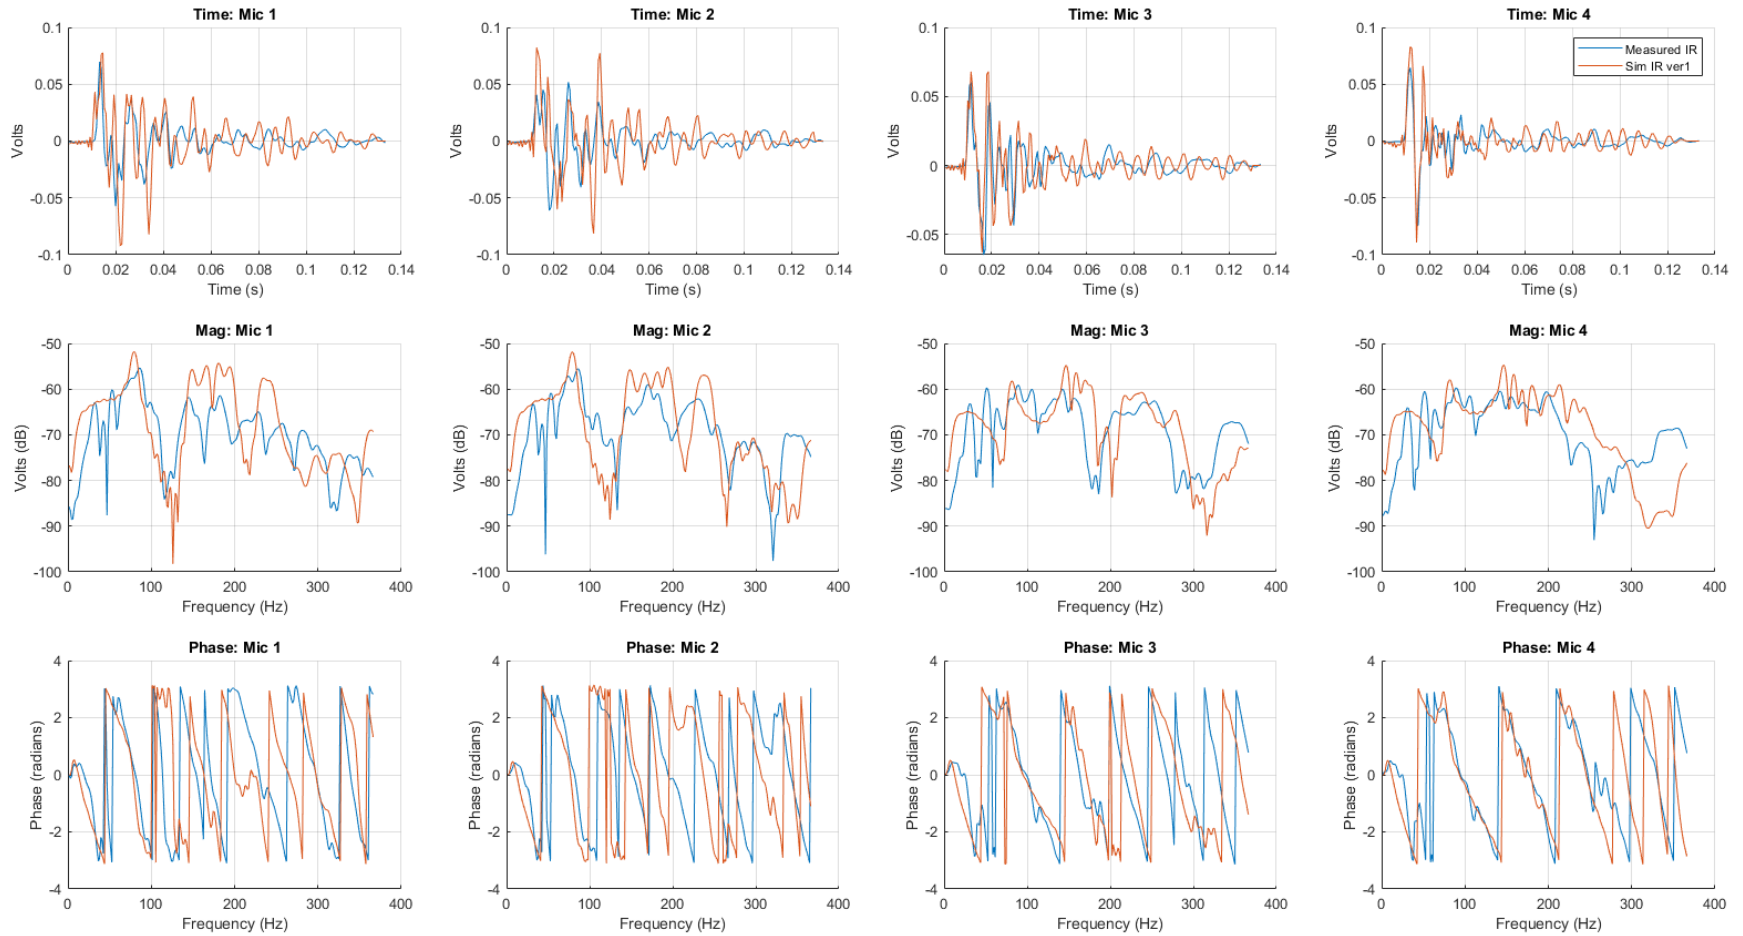 Time: Mic 1
0.1
0.05
0
-0.05
-0.1
Volts
0 0.02 0.04 0.06 0.08 0.1 0.12 0.14
Time (s)
Time: Mic 2
0.1
0.05
0
-0.05
-0.1
Volts
0 0.02 0.04 0.06 0.08 0.1 0.12 0.14
Time (s)
Time: Mic 3
0.1
0.05
0
-0.05
Volts
0 0.02 0.04 0.06 0.08 0.1 0.12 0.14
Time (s)
Time: Mic 4
Measured IR
Sim IR ver1
0.1
0.05
0
-0.05
-0.1
Volts
0 0.02 0.04 0.06 0.08 0.1 0.12 0.14
Time (s)
Mag: Mic 1
-50
-60
-70
-80
-90
-100
Volts (dB)
0 100 200 300 400
Frequency (Hz)
Mag: Mic 2
-50
-60
-70
-80
-90
-100
Volts (dB)
0 100 200 300 400
Frequency (Hz)
Mag: Mic 3
-50
-60
-70
-80
-90
-100
Volts (dB)
0 100 200 300 400
Frequency (Hz)
Mag: Mic 4
-50
-60
-70
-80
-90
-100
Volts (dB)
0 100 200 300 400
Frequency (Hz)
Phase: Mic 1
4
2
0
-2
-4
Phase (radians)
0 100 200 300 400
Frequency (Hz)
Phase: Mic 2
4
2
0
-2
-4
Phase (radians)
0 100 200 300 400
Frequency (Hz)
Phase: Mic 3
4
2
0
-2
-4
Phase (radians)
0 100 200 300 400
Frequency (Hz)
Phase: Mic 4
4
2
0
-2
-4
Phase (radians)
0 100 200 300 400
Frequency (Hz)